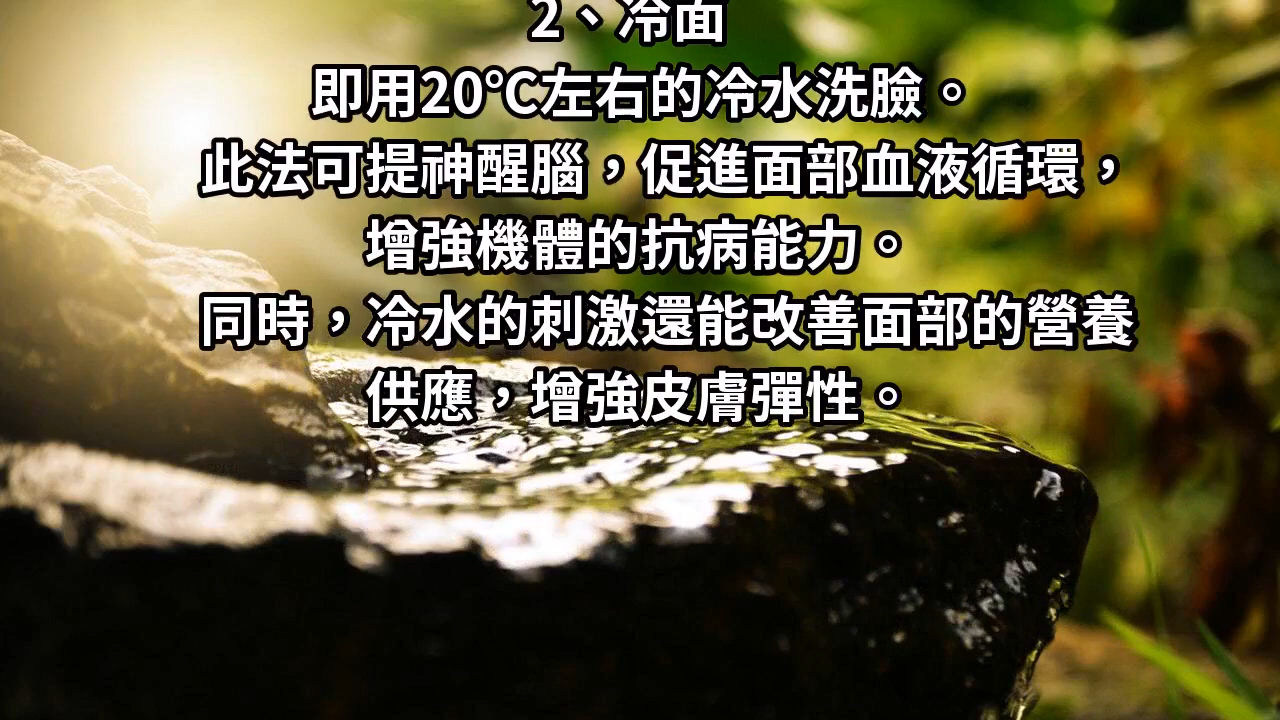 2、冷面
即用20℃左右的冷水洗臉。
此法可提神醒腦，促進面部血液循環，
增強機體的抗病能力。
同時，冷水的刺激還能改善面部的營養
供應，增強皮膚彈性。